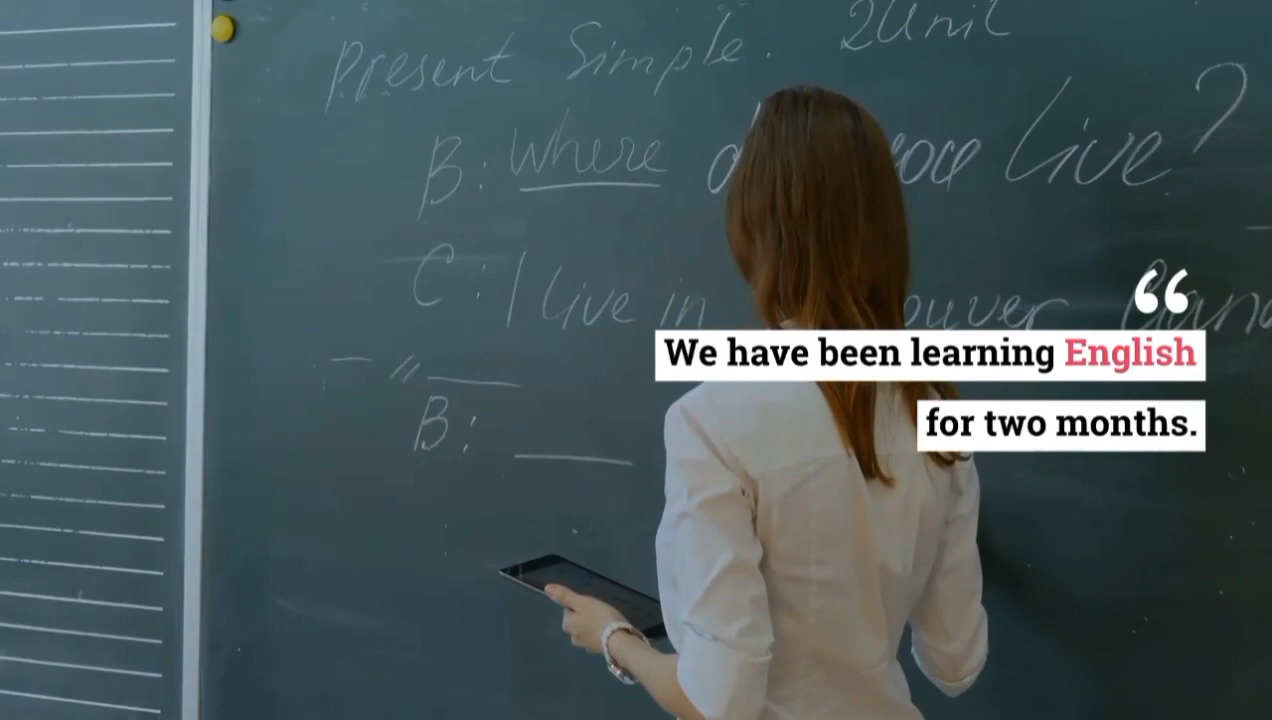 Present Simple. 2Unit
B: Where live?
C: I live in
B:
We have been learning English
for two months.